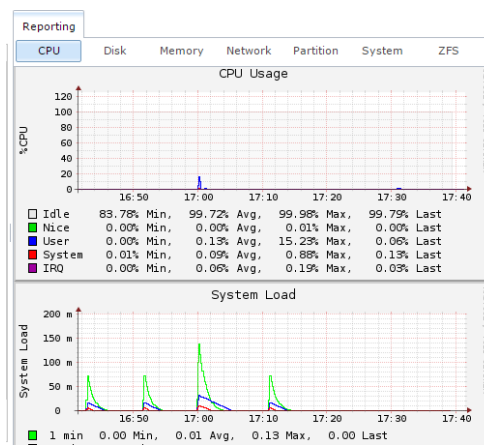 Reporting
CPU Disk Memory Network Partition System ZFS
CPU Usage
120
100
80
60
40
20
0
%CPU
16:50 17:00 17:10 17:20 17:30 17:40
Idle 83.78% Min, 99.72% Avg, 99.98% Max, 99.79% Last
Nice 0.00% Min, 0.00% Avg, 0.01% Max, 0.00% Last
User 0.00% Min, 0.13% Avg, 15.23% Max, 0.06% Last
System 0.01% Min, 0.09% Avg, 0.88% Max, 0.13% Last
IRQ 0.00% Min, 0.06% Avg, 0.19% Max, 0.03% Last
System Load
200 m
150 m
100 m
50 m
0
System Load
16:50 17:00 17:10 17:20 17:30 17:40
1 min 0.00 Min, 0.01 Avg, 0.13 Max, 0.00 Last